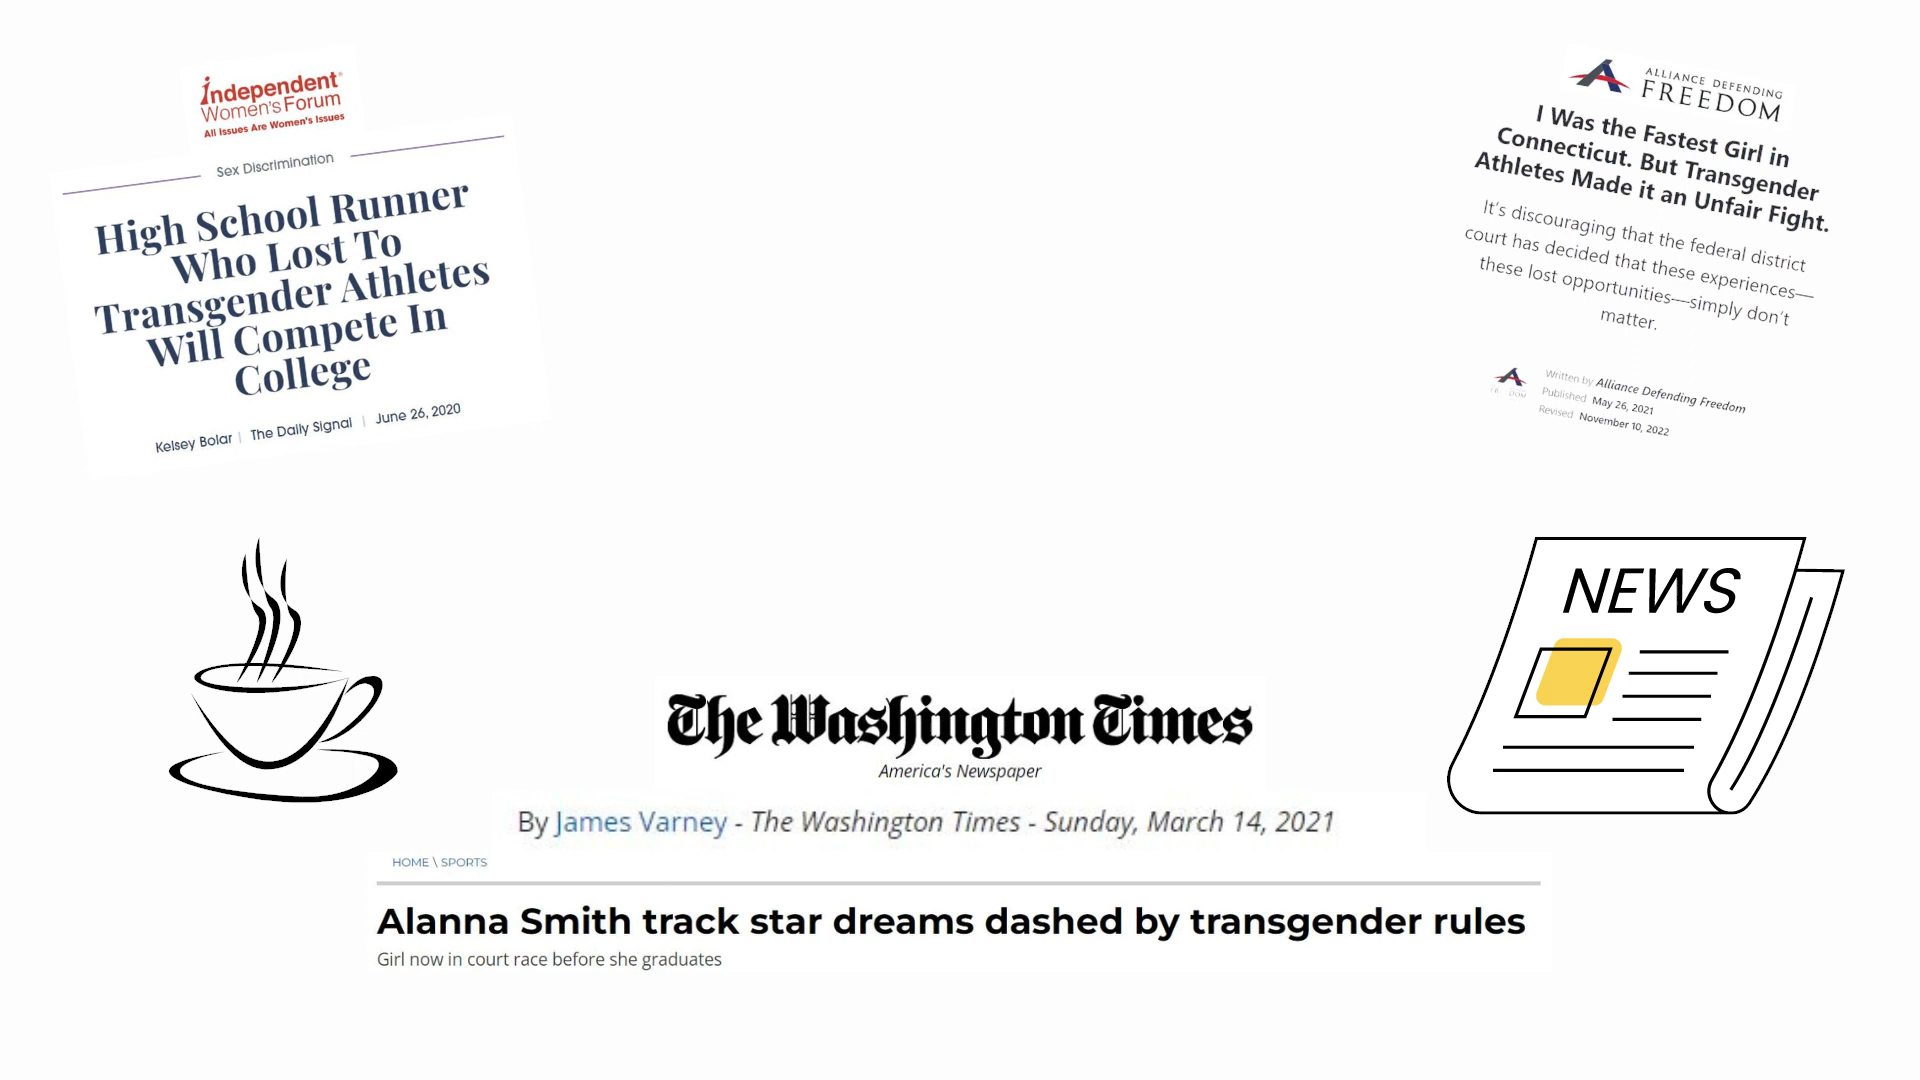 independent
Women's Forum
All Issues Are Women's Issues
Sex Discrimination
High School Runner
Who Lost To
Transgender Athletes
Will Compete In
College
Kelsey Bolar | The Daily Signal | June 26, 2020
ALLIANCE DEFENDING
FREEDOM
I Was the Fastest Girl in
Connecticut. But Transgender
Athletes Made it an Unfair Fight.
It's discouraging that the federal district
court has decided that these experiences—
these lost opportunities—simply don't
matter.
Written by Alliance Defending Freedom
Published May 26, 2021
Revised November 10, 2022
NEWS
The Washington Times
America's Newspaper
By James Varney - The Washington Times - Sunday, March 14, 2021
HOME \ SPORTS
Alanna Smith track star dreams dashed by transgender rules
Girl now in court race before she graduates